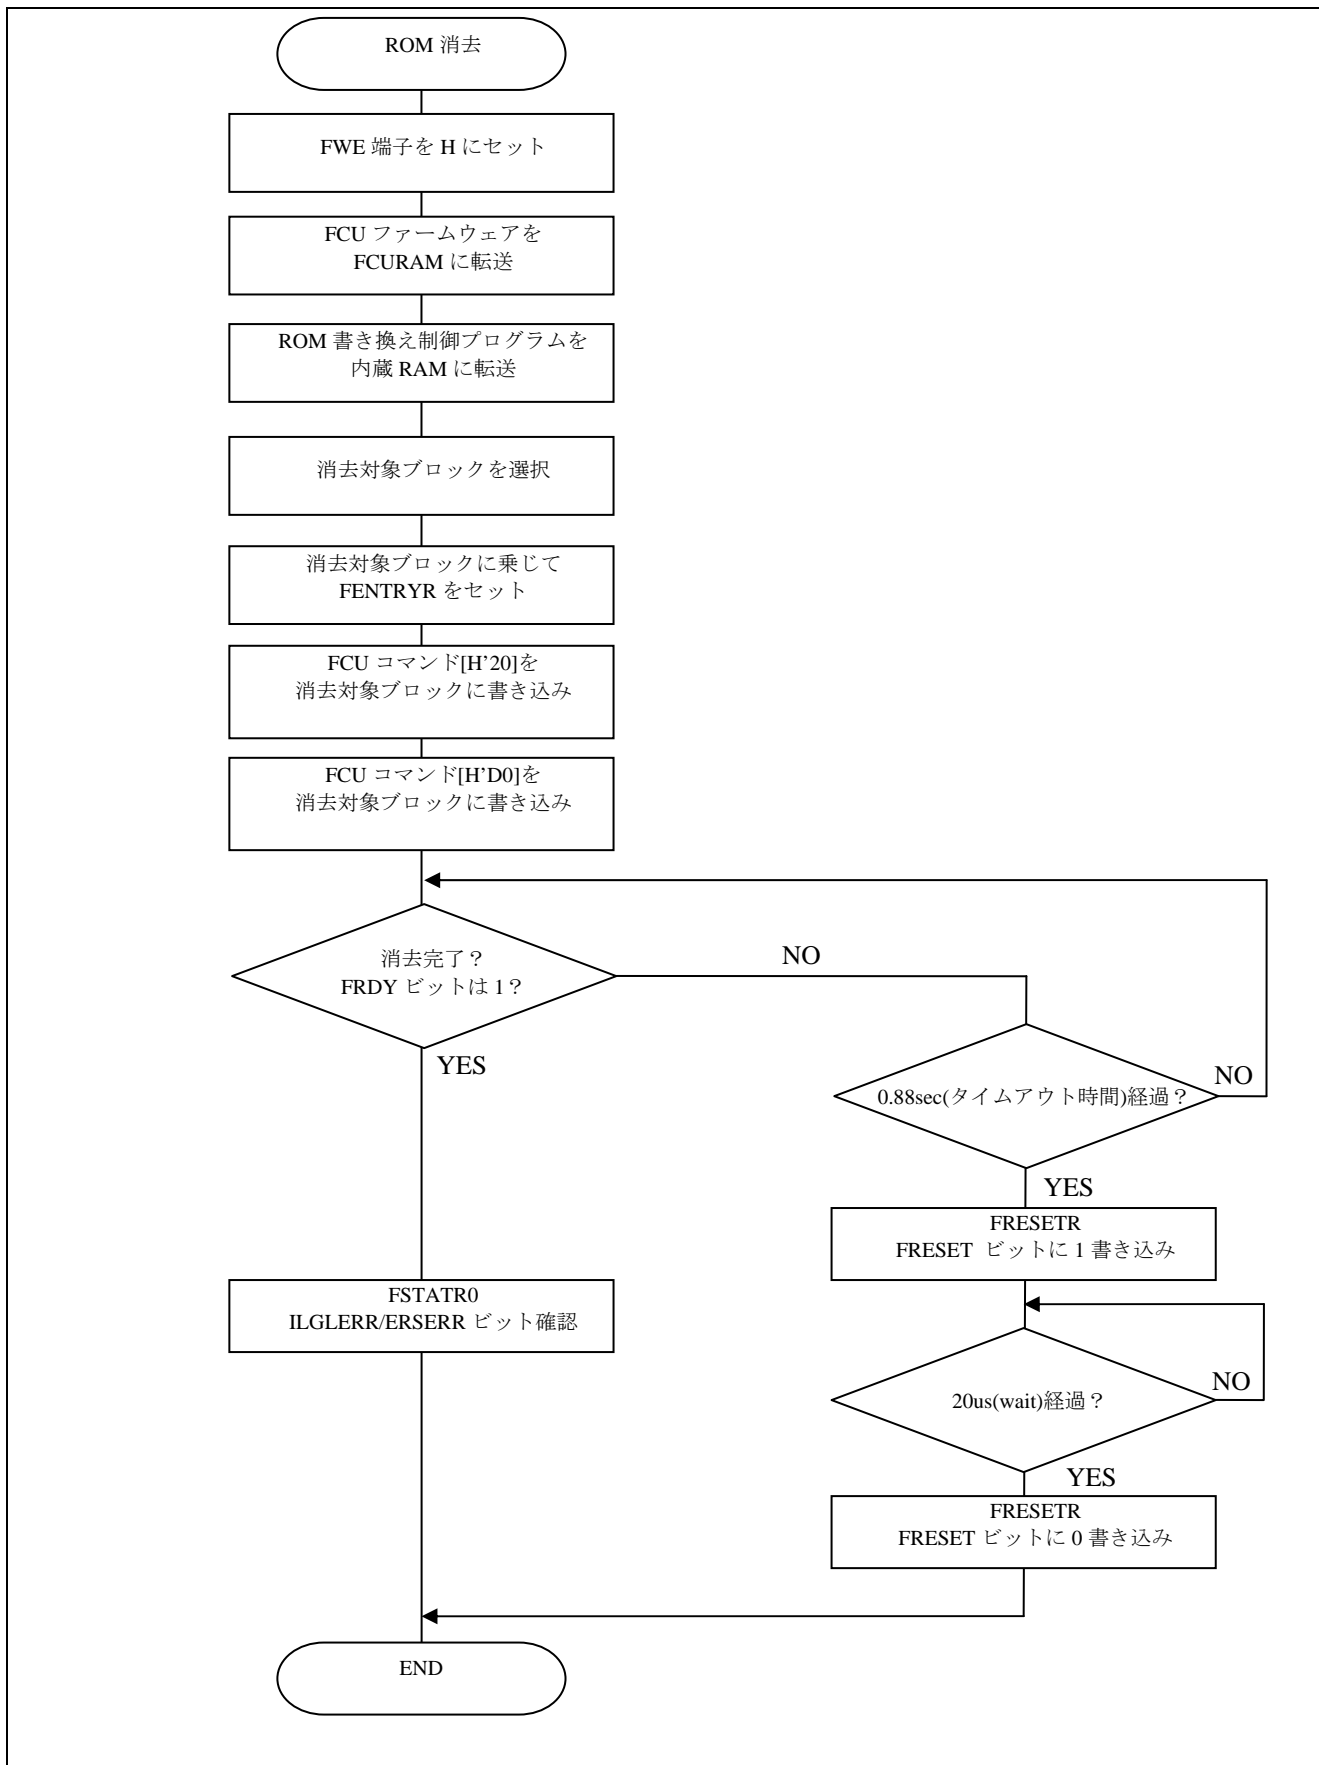 ROM 消去
FWE 端子を H にセット
FCU ファームウェアを
FCURAM に転送
ROM 書き換え制御プログラムを
内蔵 RAM に転送
消去対象ブロックを選択
消去対象ブロックに乗じて
FENTRYR をセット
FCU コマンド[H'20]を
消去対象ブロックに書き込み
FCU コマンド[H'D0]を
消去対象ブロックに書き込み
消去完了？
FRDY ビットは 1？
NO
YES
0.88sec(タイムアウト時間)経過？
NO
YES
FRESETR
FRESET ビットに 1 書き込み
FSTATR0
ILGLERR/ERSERR ビット確認
20us(wait)経過？
NO
YES
FRESETR
FRESET ビットに 0 書き込み
END